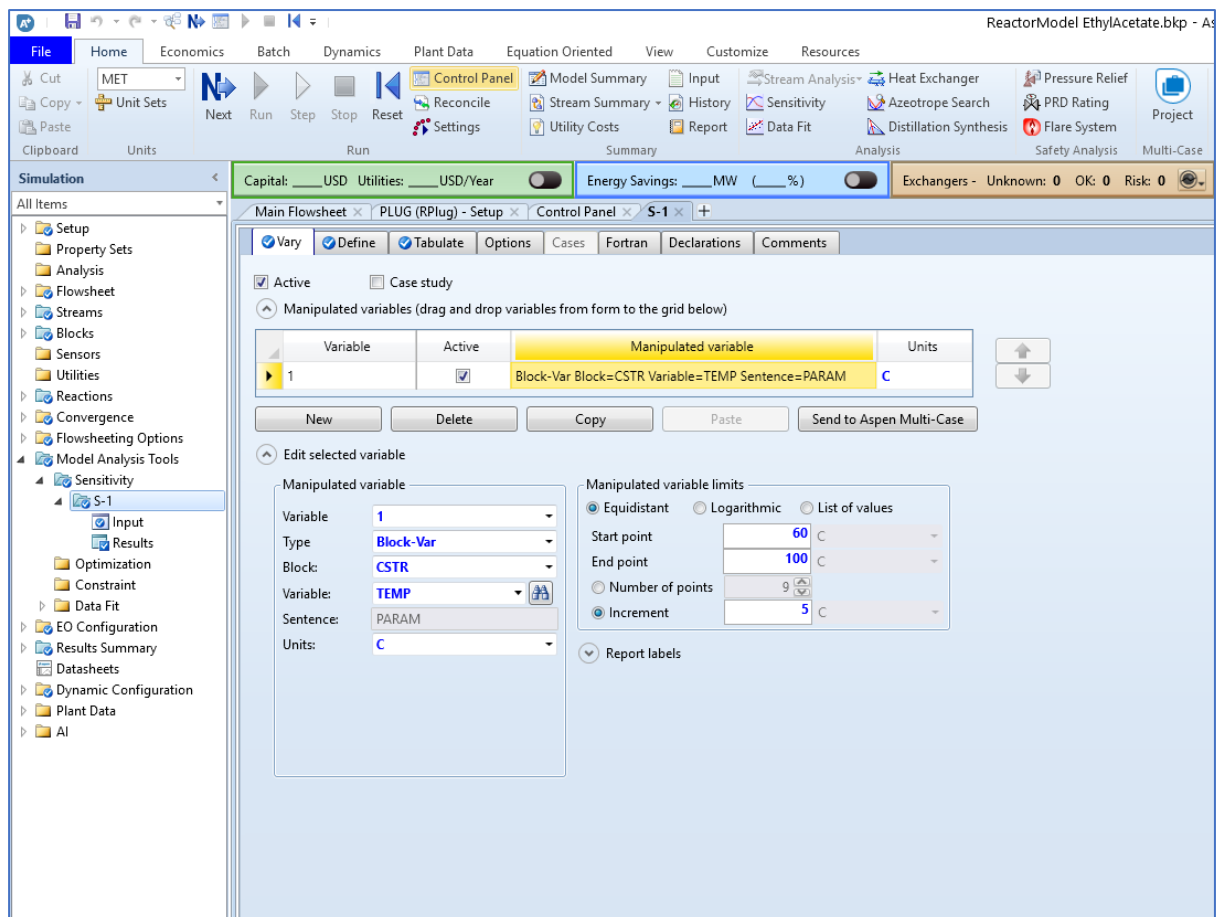 ReactorModel EthylAcetate.bkp - As
File Home Economics Batch Dynamics Plant Data Equation Oriented View Customize Resources
Cut MET Control Panel Model Summary Input Stream Analysis Heat Exchanger Pressure Relief
Copy Unit Sets Reconcile Stream Summary History Sensitivity Azeotrope Search PRD Rating
Paste Next Run Step Stop Reset Settings Utility Costs Report Data Fit Distillation Synthesis Flare System Project
Clipboard Units Run Summary Analysis Safety Analysis Multi-Case
Simulation
Capital: ____USD Utilities: ____USD/Year Energy Savings: ____MW (____%) Exchangers - Unknown: 0 OK: 0 Risk: 0
All Items
Main Flowsheet PLUG (RPlug) - Setup Control Panel S-1
Setup
Property Sets
Analysis
Flowsheet
Streams
Blocks
Sensors
Utilities
Reactions
Convergence
Flowsheeting Options
Model Analysis Tools
Sensitivity
S-1
Input
Results
Optimization
Constraint
Data Fit
EO Configuration
Results Summary
Datasheets
Dynamic Configuration
Plant Data
AI
Vary Define Tabulate Options Cases Fortran Declarations Comments
Active Case study
Manipulated variables (drag and drop variables from form to the grid below)
Variable Active Manipulated variable Units
1 Block-Var Block=CSTR Variable=TEMP Sentence=PARAM C
New Delete Copy Paste Send to Aspen Multi-Case
Edit selected variable
Manipulated variable
Variable 1
Type Block-Var
Block: CSTR
Variable: TEMP
Sentence: PARAM
Units: C
Manipulated variable limits
Equidistant Logarithmic List of values
Start point 60 C
End point 100 C
Number of points 9
Increment 5 C
Report labels